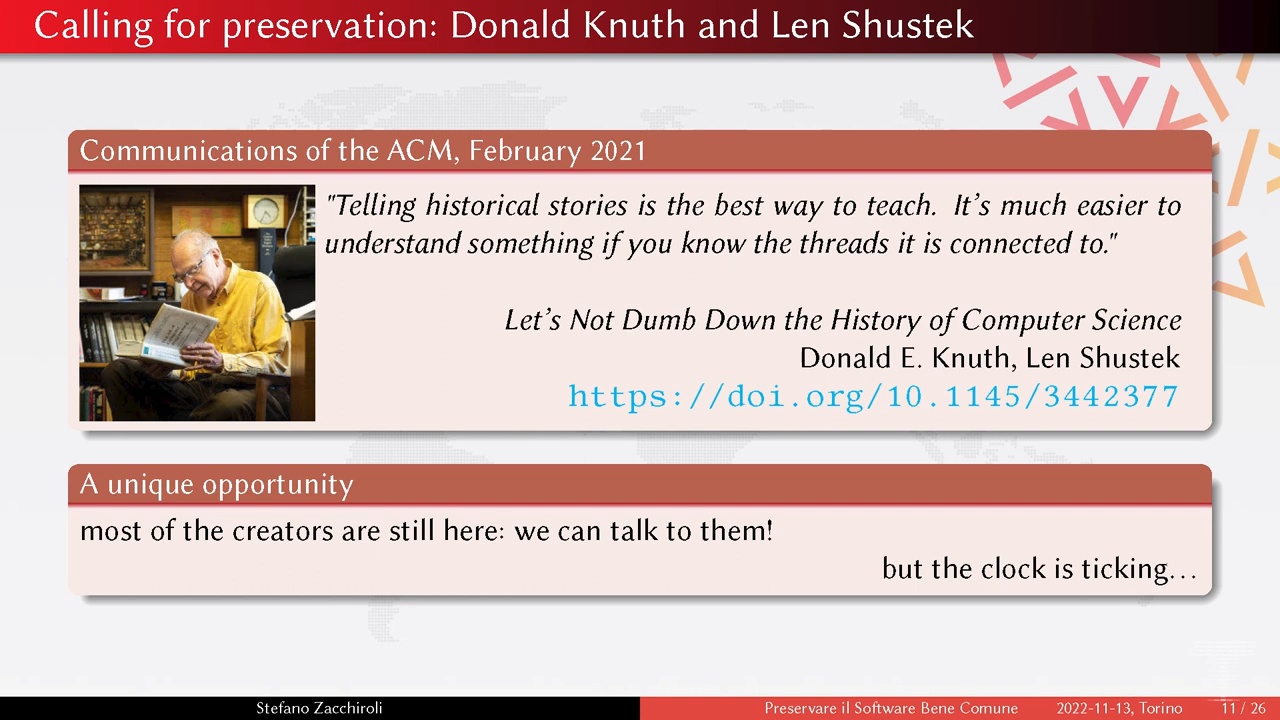 Calling for preservation: Donald Knuth and Len Shustek
Communications of the ACM, February 2021
"Telling historical stories is the best way to teach. It's much easier to
understand something if you know the threads it is connected to."
Let's Not Dumb Down the History of Computer Science
Donald E. Knuth, Len Shustek
https://doi.org/10.1145/3442377
A unique opportunity
most of the creators are still here: we can talk to them!
but the clock is ticking...
Stefano Zacchiroli
Preservare il Software Bene Comune
2022-11-13, Torino
11 / 26